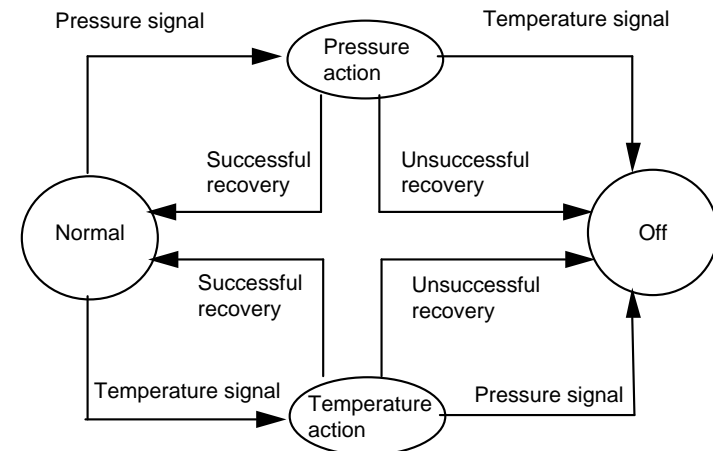 Pressure signal
Pressure
action
Temperature signal
Successful
recovery
Unsuccessful
recovery
Normal
Off
Successful
recovery
Unsuccessful
recovery
Temperature signal
Temperature
action
Pressure signal